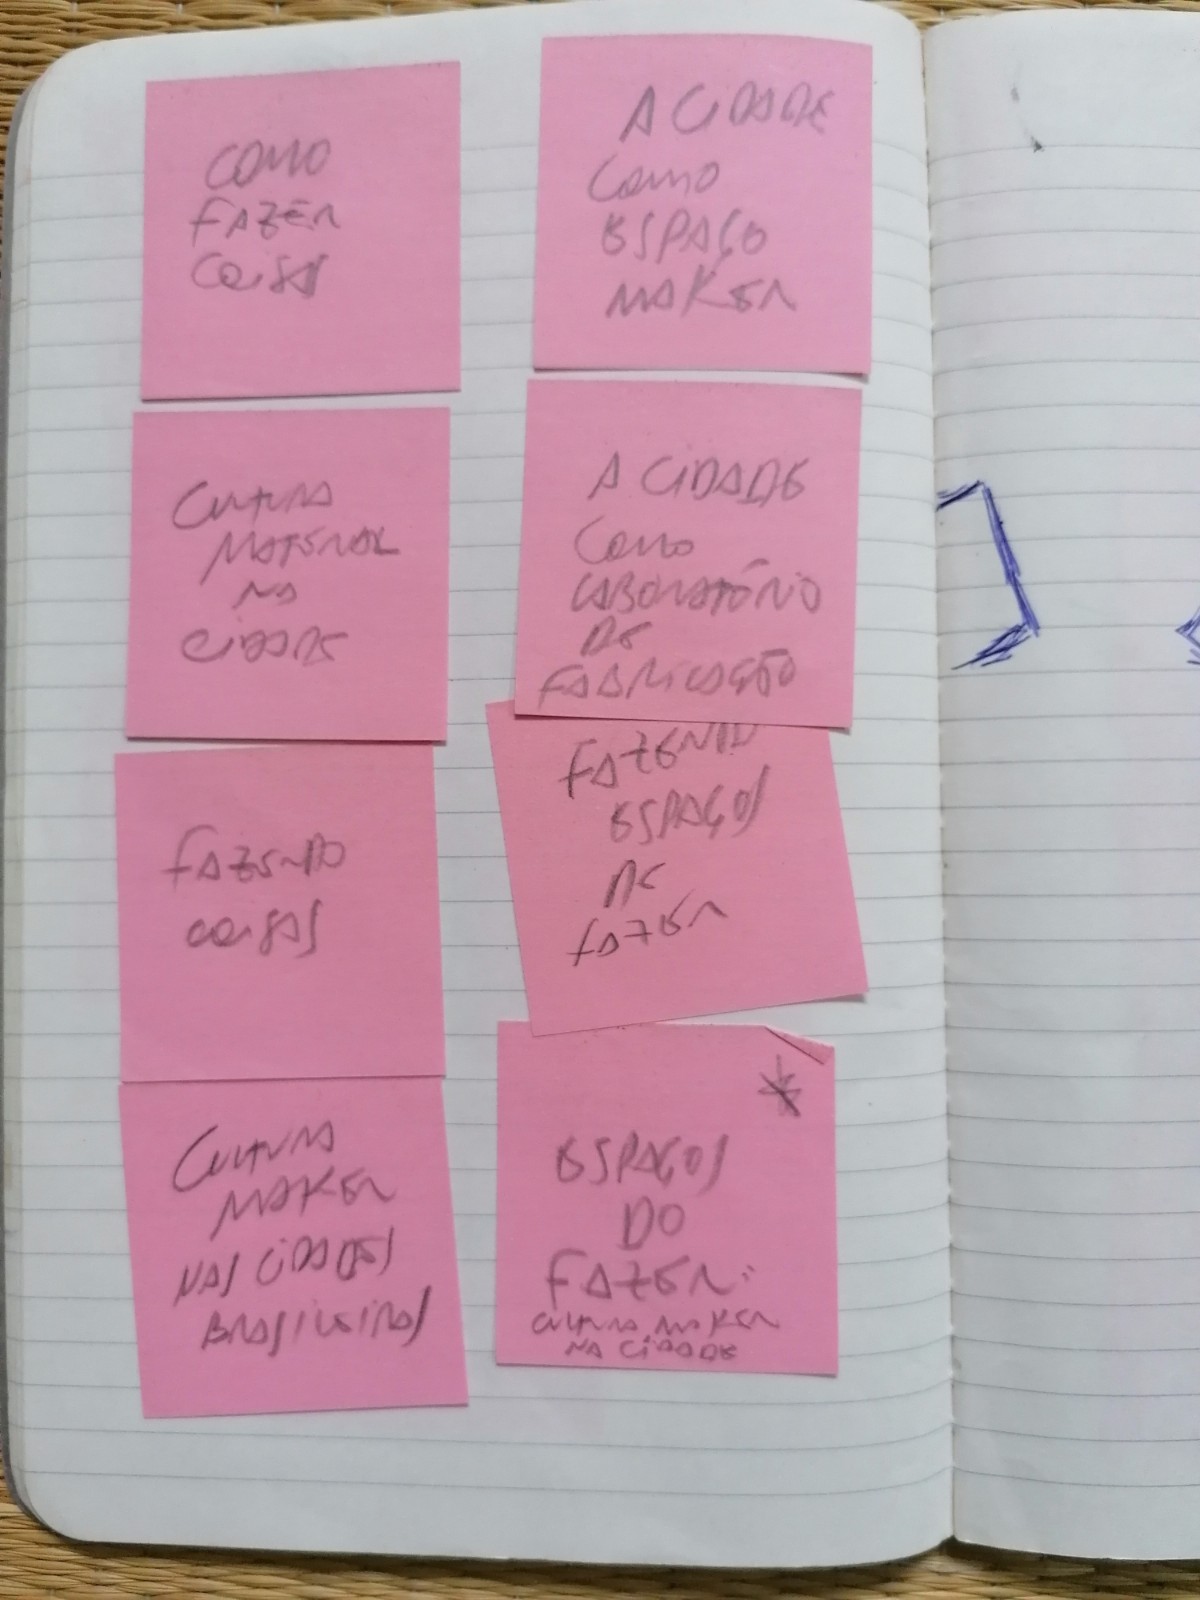 COMO
FAZER
COISAS
CULTURA
MATERIAL
NA
CIDADE
FAZENDO
COISAS
CULTURA
MAKER
NAS CIDADES
BRASILEIRAS
A CIDADE
COMO
ESPAÇO
MAKER
A CIDADE
COMO
LABORATÓRIO
DE
FABRICAÇÃO
FAZENDO
ESPAÇOS
DE
FAZER
*
ESPAÇOS
DO
FAZER:
CULTURA MAKER
NA CIDADE